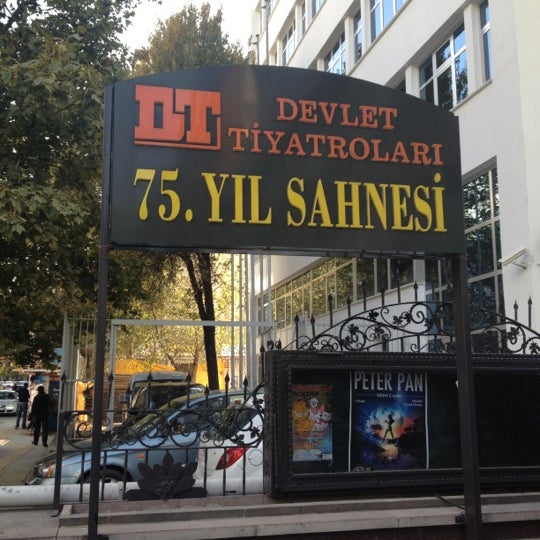 DT
DEVLET
TİYATROLARI
75. YIL SAHNESİ
PETER PAN